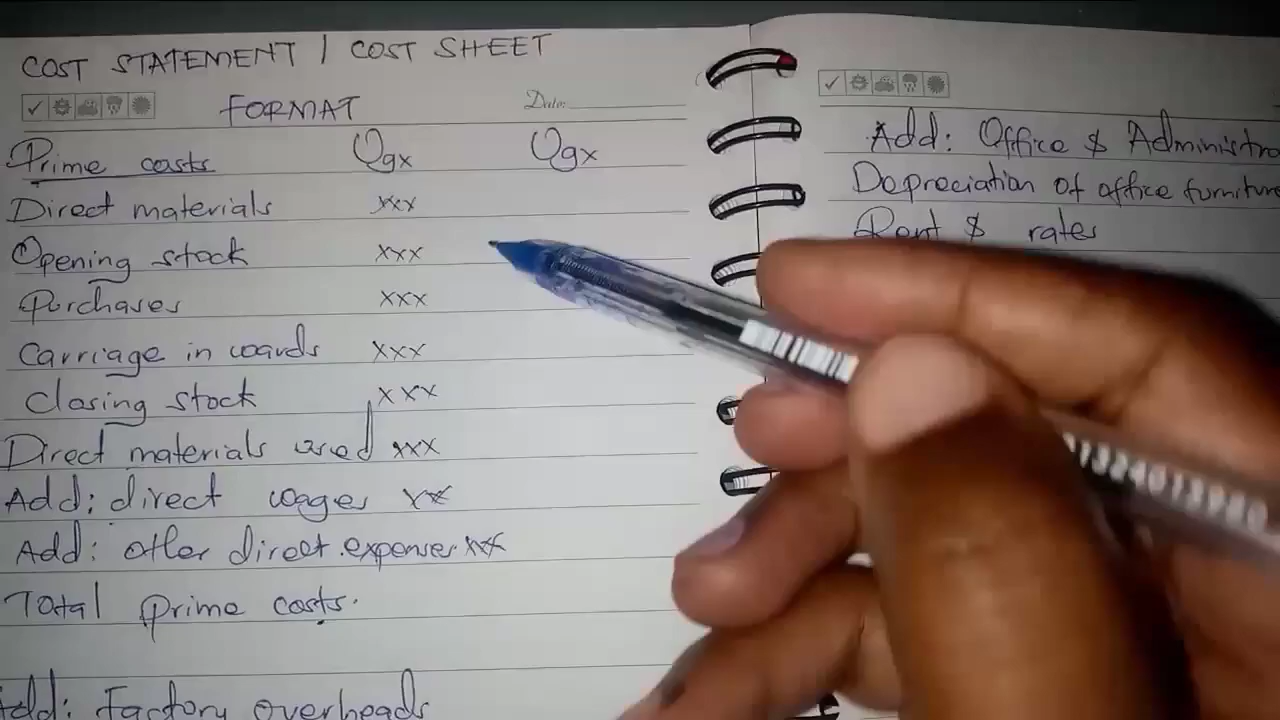 COST STATEMENT / COST SHEET
FORMAT
Date:
Prime costs Ugx Ugx
Direct materials xxx
Opening stock xxx
Purchases xxx
Carriage in wards xxx
Closing stock xxx
Direct materials used xxx
Add: direct wages xx
Add: other direct expenses xxx
Total prime costs.
Add: Factory overheads
Add: Office & Administra
Depreciation of office furniture
Rent & rates